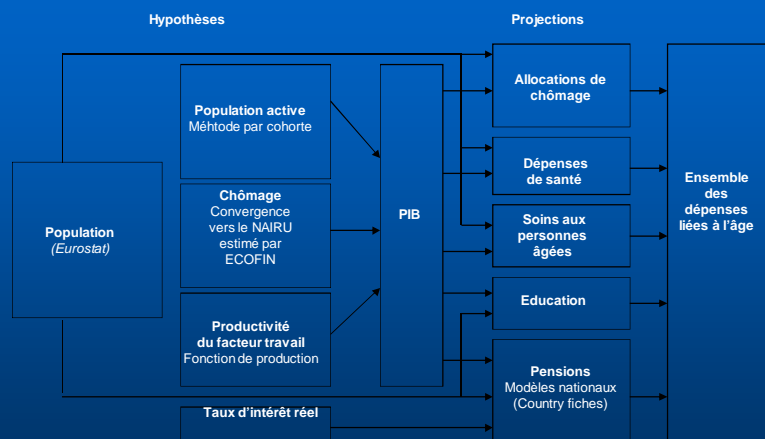 Hypothèses
Projections
Population
(Eurostat)
Population active
Méhtode par cohorte
Chômage
Convergence
vers le NAIRU
estimé par
ECOFIN
Productivité
du facteur travail
Fonction de production
Taux d'intérêt réel
PIB
Allocations de
chômage
Dépenses
de santé
Soins aux
personnes
âgées
Education
Pensions
Modèles nationaux
(Country fiches)
Ensemble
des
dépenses
liées à l'âge